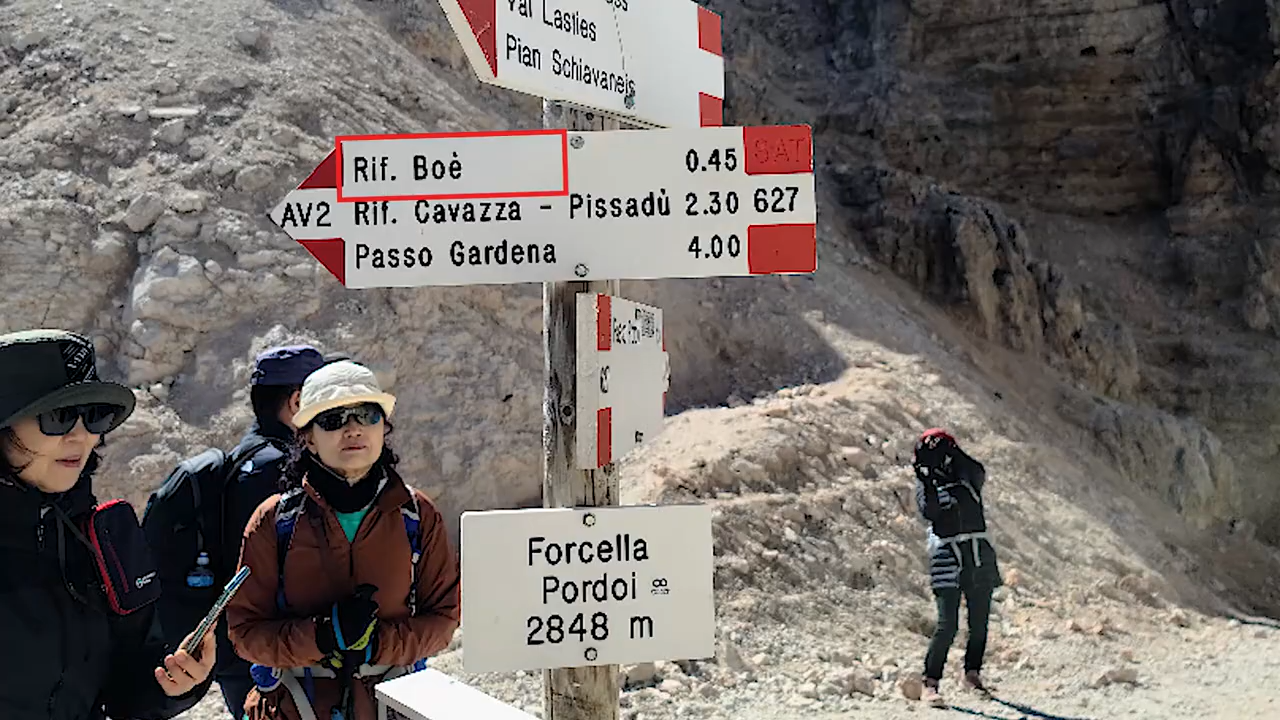 Val Lasties
Pian Schiavaneis
Rif. Boè 0.45 SAT
AV2 Rif. Cavazza - Pissadù 2.30 627
Passo Gardena 4.00
Forcella
Pordoi
2848 m